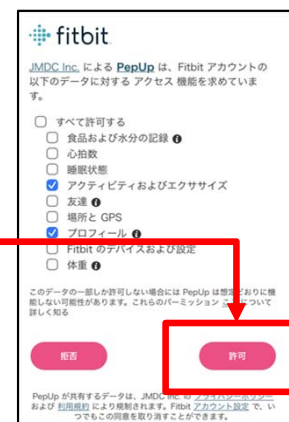 fitbit
JMDC Inc. による PepUp は、Fitbit アカウントの
以下のデータに対する アクセス 機能を求めていま
す。
すべて許可する
食品および水分の記録
心拍数
睡眠状態
アクティビティおよびエクササイズ
友達
場所と GPS
プロフィール
Fitbit のデバイスおよび設定
体重
このデータの一部しか許可しない場合には PepUp は想定どおりに機
能しない可能性があります。これらのパーミッション について
詳しく知る
拒否
許可
PepUp が共有するデータは、JMDC Inc. の プライバシーポリシー
および 利用規約 により規制されます。Fitbit アカウント設定 で、い
つでもこの同意を取り消すことができます。